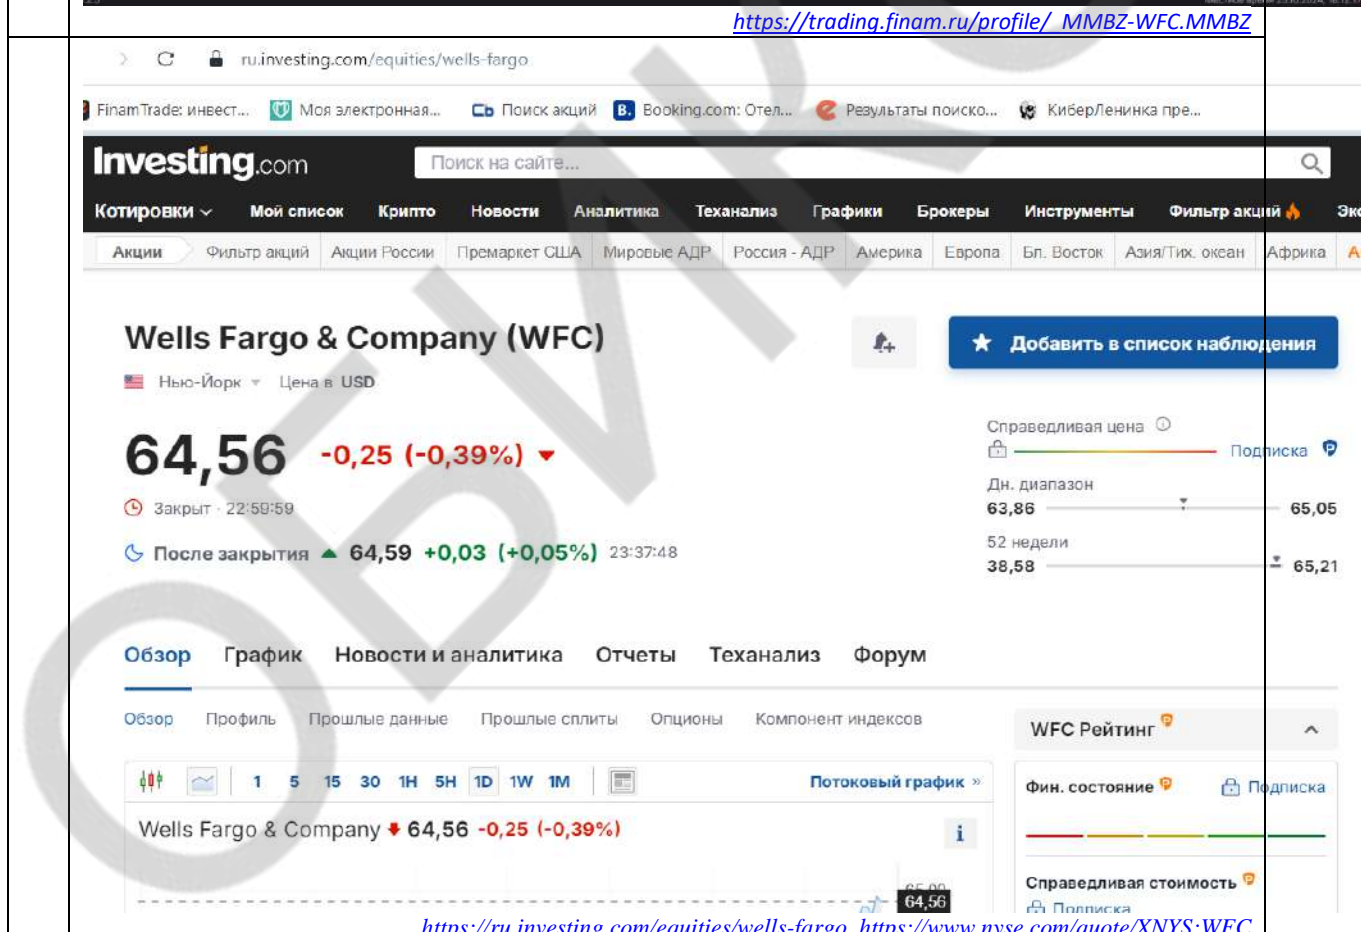 https://trading.finam.ru/profile/_MMBZ-WFC.MMBZ
ru.investing.com/equities/wells-fargo
FinamTrade: инвест... Моя электронная... Cb Поиск акций B. Booking.com: Отел... Результаты поиско... КиберЛенинка пре...
Investing.com Поиск на сайте...
Котировки Мой список Крипто Новости Аналитика Теханализ Графики Брокеры Инструменты Фильтр акций
Акции Фильтр акций Акции России Премаркет США Мировые АДР Россия - АДР Америка Европа Бл. Восток Азия/Тих. океан Африка
Wells Fargo & Company (WFC) Добавить в список наблюдения
Нью-Йорк Цена в USD
Справедливая цена
64,56 -0,25 (-0,39%) Подписка
Дн. диапазон
Закрыт · 22:59:59 63,86 65,05
52 недели
После закрытия 64,59 +0,03 (+0,05%) 23:37:48 38,58 65,21
Обзор График Новости и аналитика Отчеты Теханализ Форум
Обзор Профиль Прошлые данные Прошлые сплиты Опционы Компонент индексов WFC Рейтинг
1 5 15 30 1H 5H 1D 1W 1M Потоковый график » Фин. состояние Подписка
Wells Fargo & Company 64,56 -0,25 (-0,39%) i
Справедливая стоимость
64,56 Подписка
https://ru.investing.com/equities/wells-fargo, https://www.nyse.com/quote/XNYS:WFC